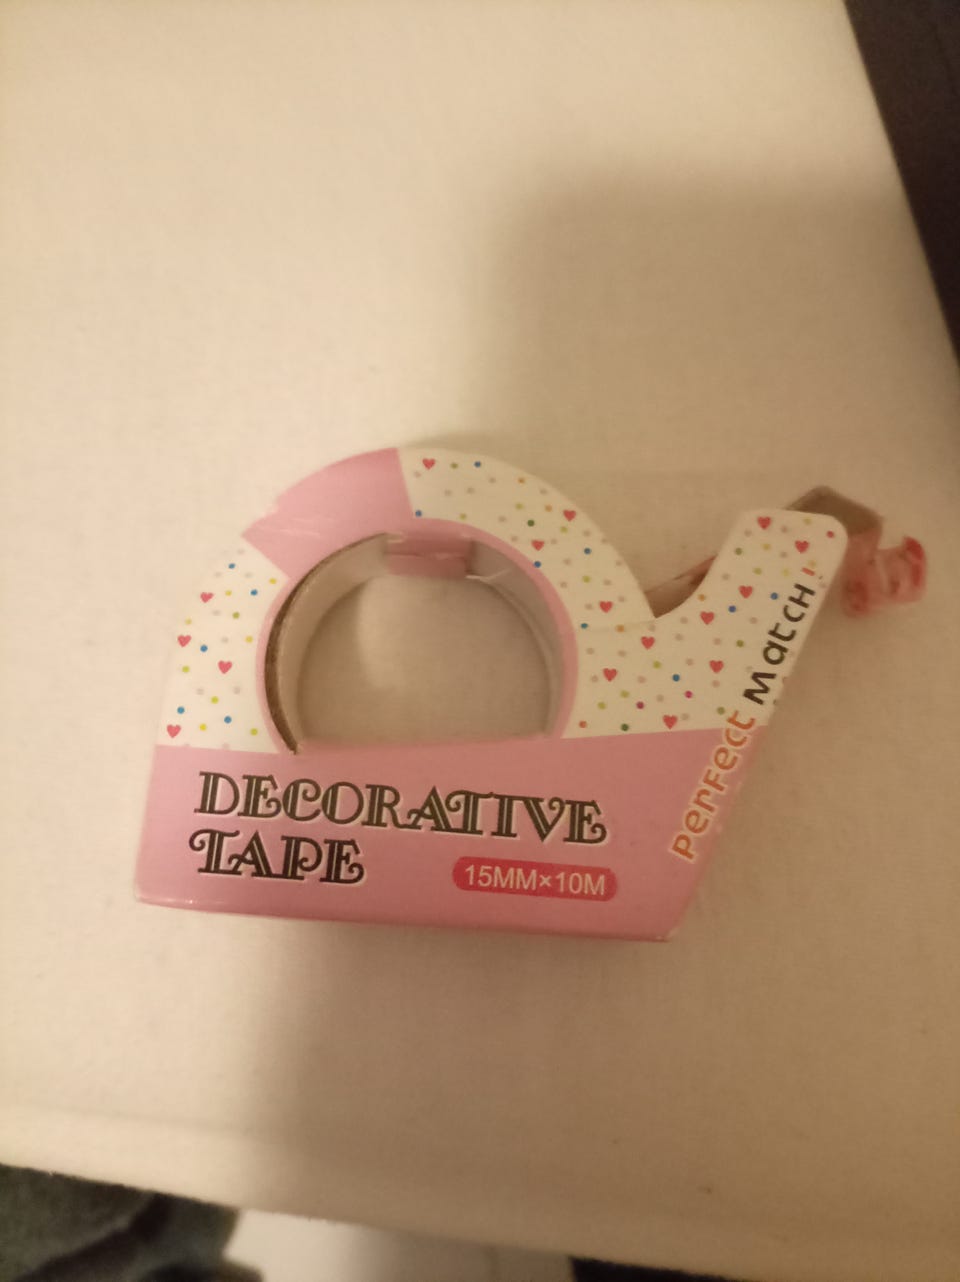 DECORATIVE
TAPE
15MM×10M
PERFECT MATCH!